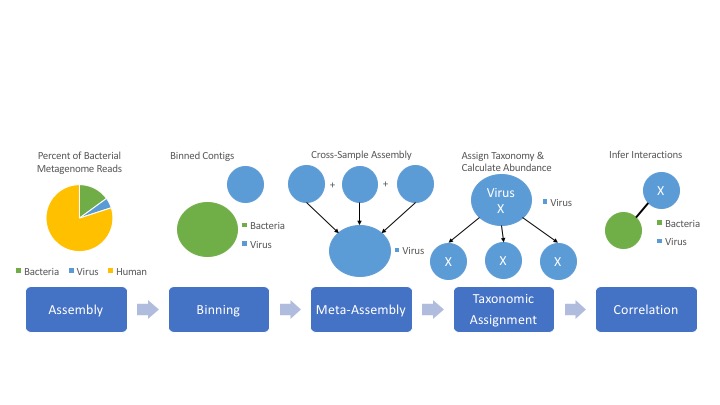 Percent of Bacterial
Metagenome Reads
Bacteria Virus Human
Assembly
Binned Contigs
Bacteria
Virus
Binning
Cross-Sample Assembly
+ +
Virus
Meta-Assembly
Assign Taxonomy &
Calculate Abundance
Virus
X
Virus
X X X
Taxonomic
Assignment
Infer Interactions
X
Bacteria
Virus
Correlation